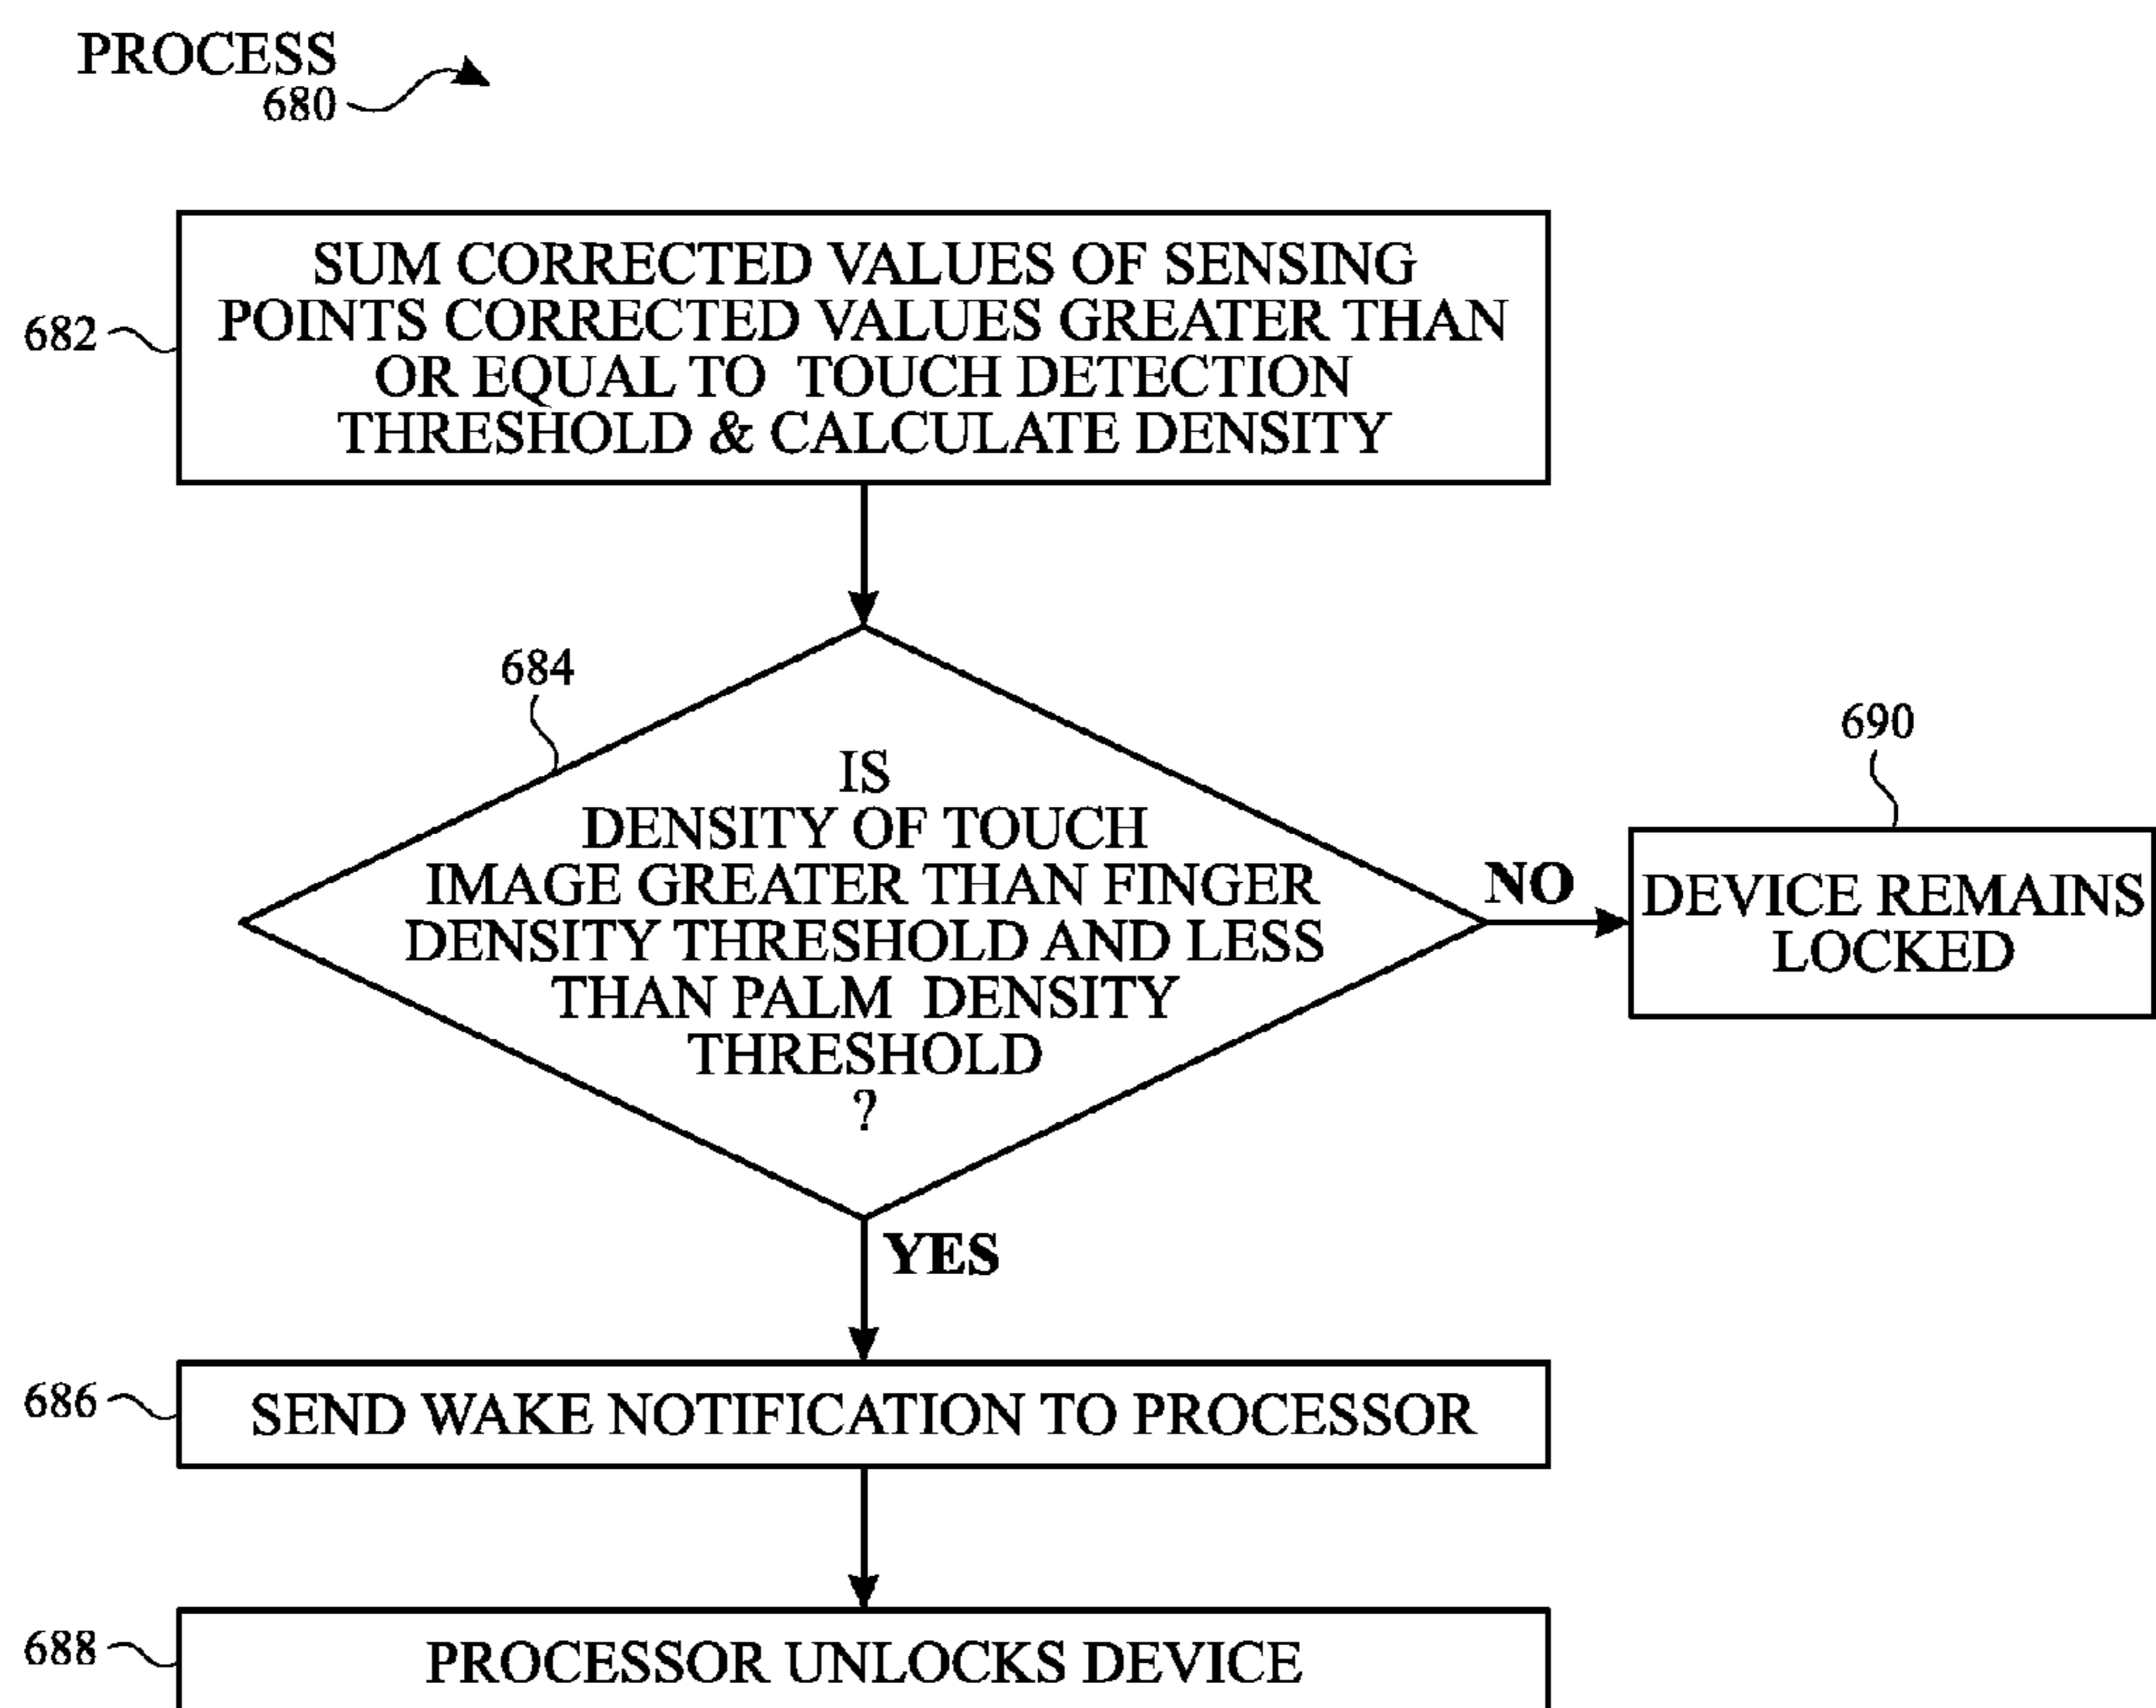 PROCESS
680
682
SUM CORRECTED VALUES OF SENSING
POINTS CORRECTED VALUES GREATER THAN
OR EQUAL TO TOUCH DETECTION
THRESHOLD & CALCULATE DENSITY
684
IS
DENSITY OF TOUCH
IMAGE GREATER THAN FINGER
DENSITY THRESHOLD AND LESS
THAN PALM DENSITY
THRESHOLD
?
NO
690
DEVICE REMAINS
LOCKED
YES
686
SEND WAKE NOTIFICATION TO PROCESSOR
688
PROCESSOR UNLOCKS DEVICE